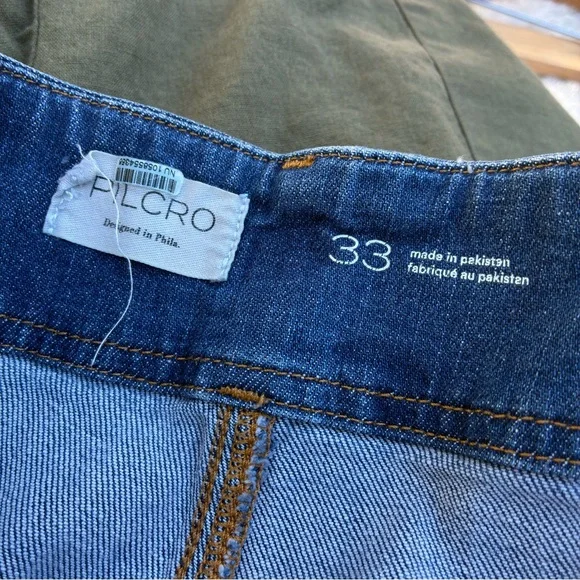 PILCRO
Designed in Phila.
33
made in pakistan
fabriqué au pakistan